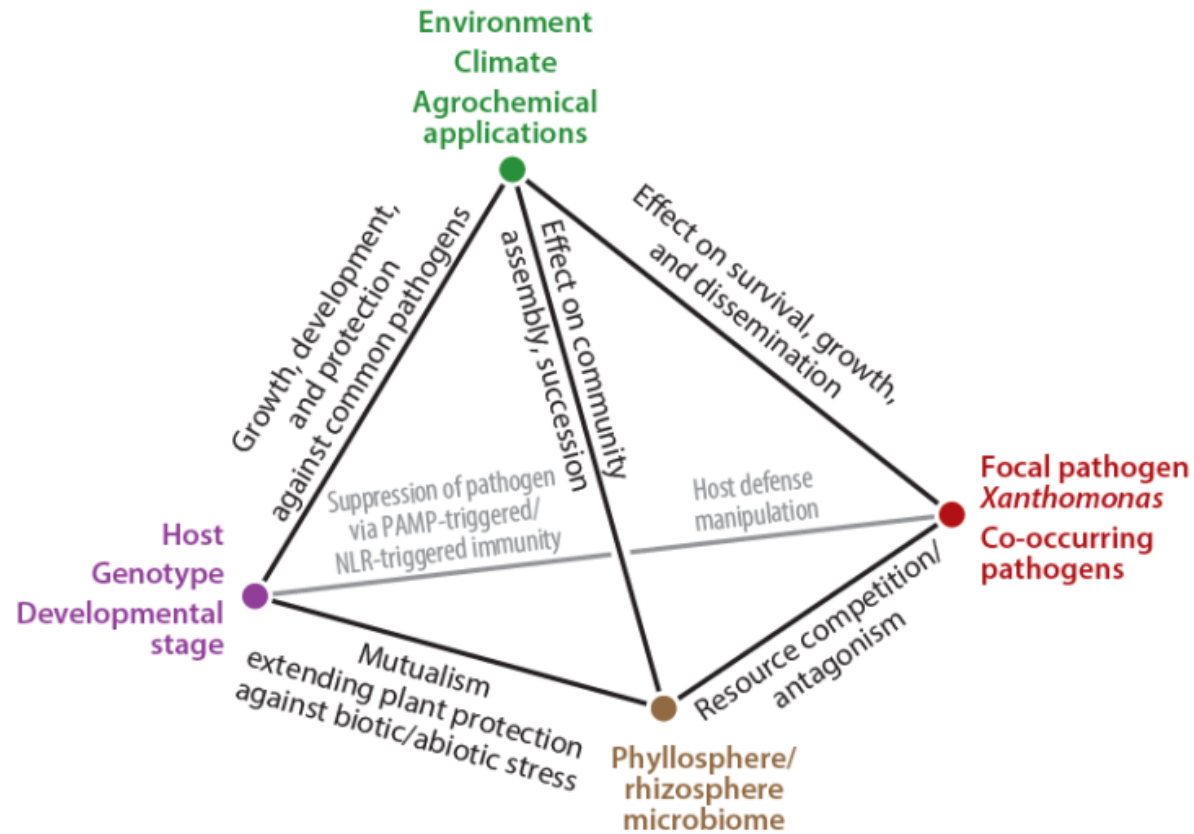 Environment
Climate
Agrochemical
applications
Growth, development,
and protection
against common pathogens
Effect on community
assembly, succession
Effect on survival, growth,
and dissemination
Suppression of pathogen
via PAMP-triggered/
NLR-triggered immunity
Host defense
manipulation
Focal pathogen
Xanthomonas
Co-occurring
pathogens
Host
Genotype
Developmental
stage
Mutualism
extending plant protection
against biotic/abiotic stress
Resource competition/
antagonism
Phyllosphere/
rhizosphere
microbiome